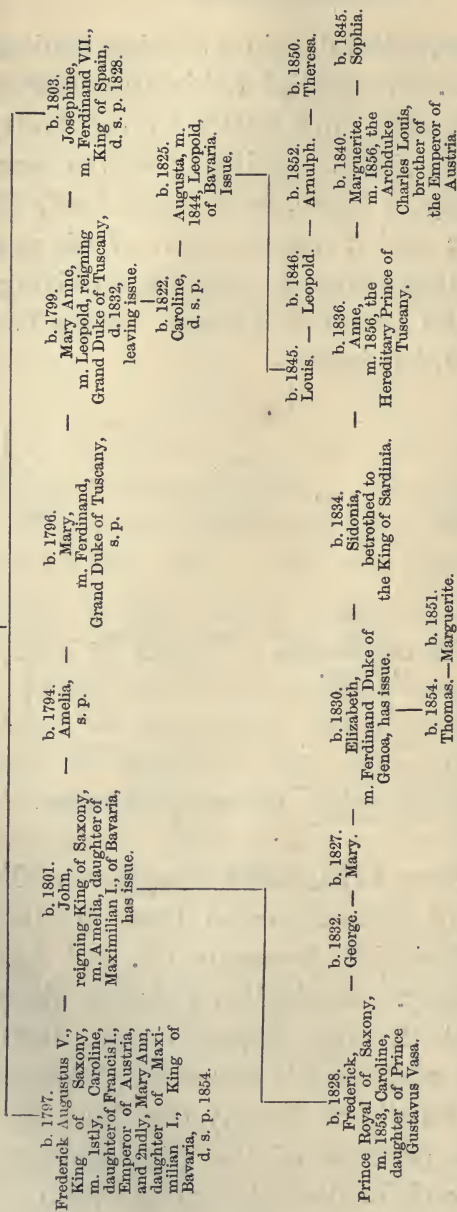 b. 1797.
Frederick Augustus V.,
King of Saxony,
m. 1stly, Caroline,
daughter of Francis I.,
Emperor of Austria,
and 2ndly, Mary Ann,
daughter of Maxi-
milian I., King of
Bavaria,
d. s. p. 1854.
—
b. 1801.
John,
reigning King of Saxony,
m. Amelia, daughter of
Maximilian I., of Bavaria,
has issue.
—
b. 1794.
Amelia,
s. p.
—
b. 1796.
Mary,
m. Ferdinand,
Grand Duke of Tuscany,
s. p.
—
b. 1799.
Mary Anne,
m. Leopold, reigning
Grand Duke of Tuscany,
d. 1832,
leaving issue.
—
b. 1803.
Josephine,
m. Ferdinand VII.,
King of Spain,
d. s. p. 1828.
b. 1822.
Caroline,
d. s. p.
—
b. 1825.
Augusta, m.
1844, Leopold,
of Bavaria.
Issue.
b. 1845.
Louis.
—
b. 1846.
Leopold.
—
b. 1852.
Arnulph.
—
b. 1850.
Theresa.
b. 1828.
Frederick,
Prince Royal of Saxony,
m. 1853, Caroline,
daughter of Prince
Gustavus Vasa.
—
b. 1832.
George.
—
b. 1827.
Mary.
—
b. 1830.
Elizabeth,
m. Ferdinand Duke of
Genoa, has issue.
—
b. 1834.
Sidonia,
betrothed to
the King of Sardinia.
—
b. 1836.
Anne,
m. 1856, the
Hereditary Prince of
Tuscany.
—
b. 1840.
Marguerite.
m. 1856, the
Archduke
Charles Louis,
brother of
the Emperor of
Austria.
—
b. 1845.
Sophia.
b. 1854. b. 1851.
Thomas.—Marguerite.